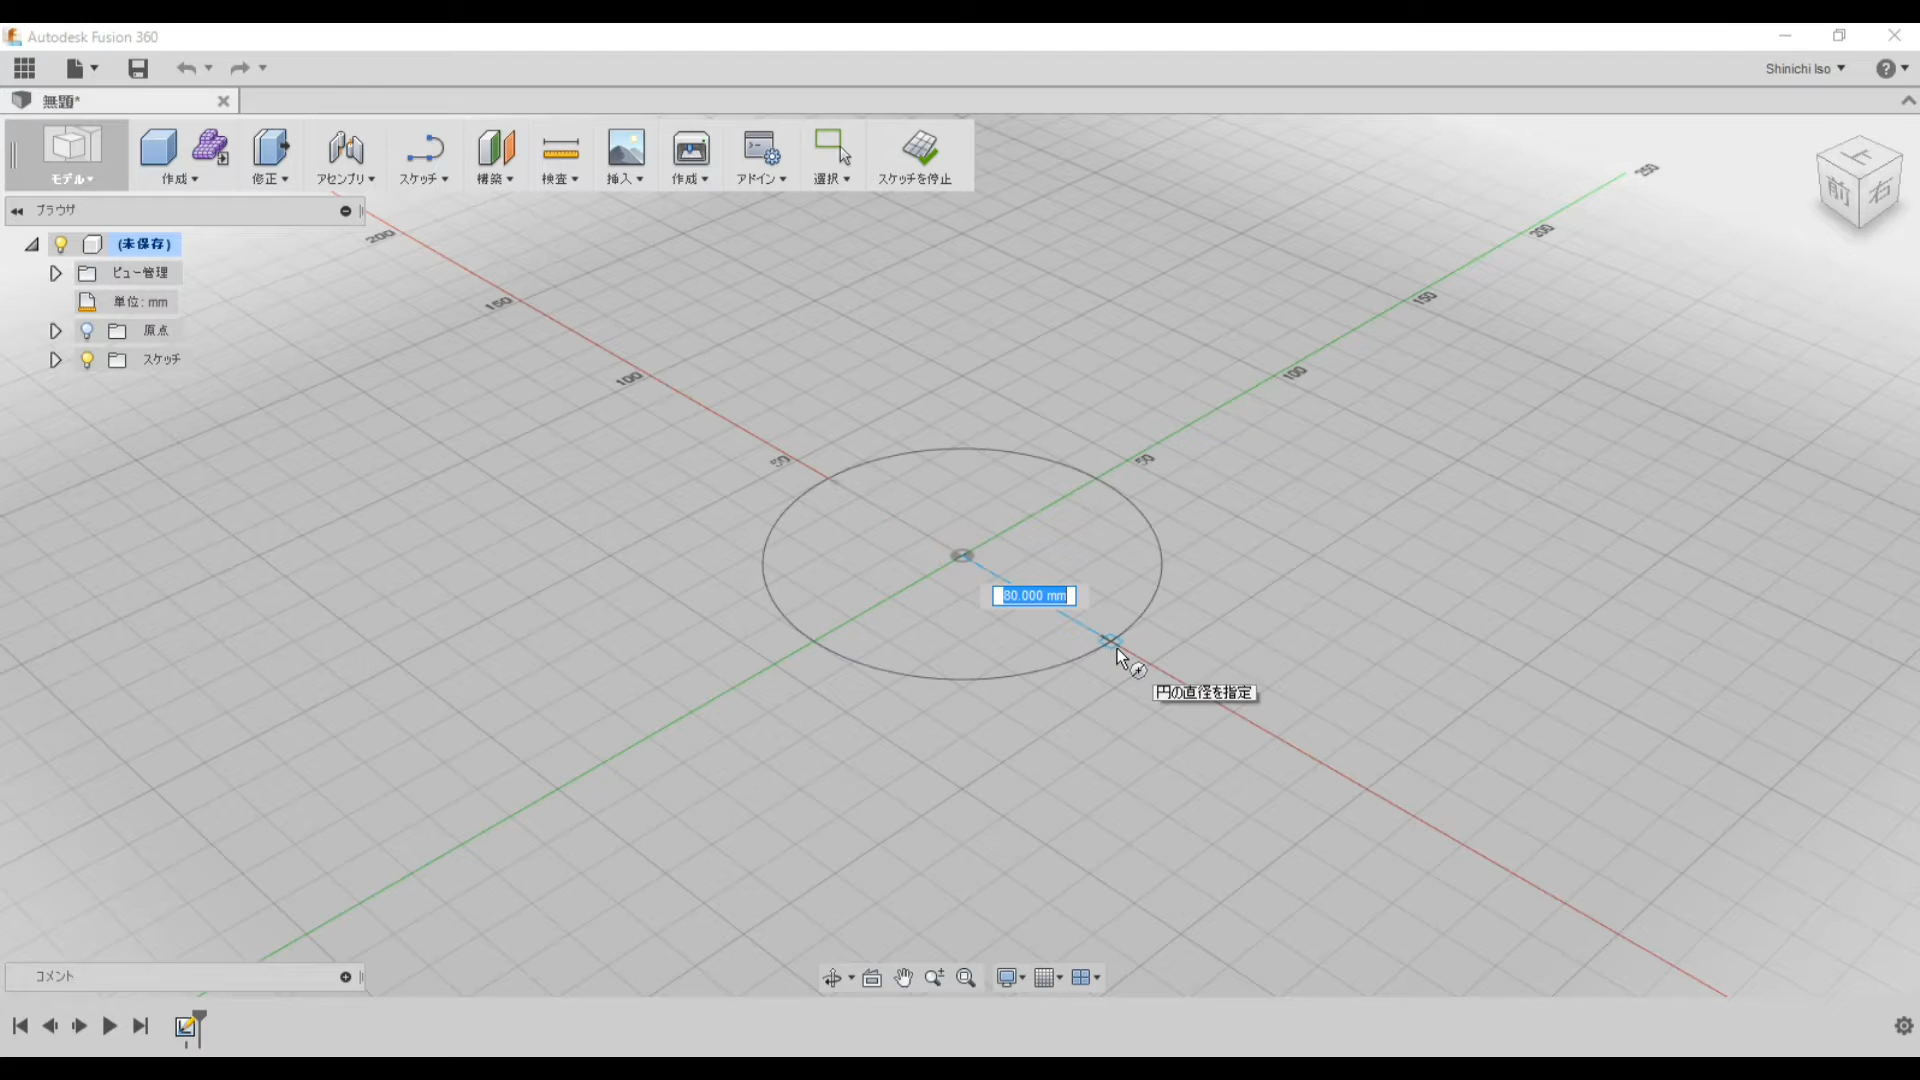 Autodesk Fusion 360
Shinichi Iso
無題*
モデル
作成
修正
アセンブリ
スケッチ
構築
検査
挿入
作成
アドイン
選択
スケッチを停止
ブラウザ
(未保存)
ビュー管理
単位: mm
原点
スケッチ
上
前
右
250
200
150
100
50
200
150
100
50
80.000 mm
円の直径を指定
コメント